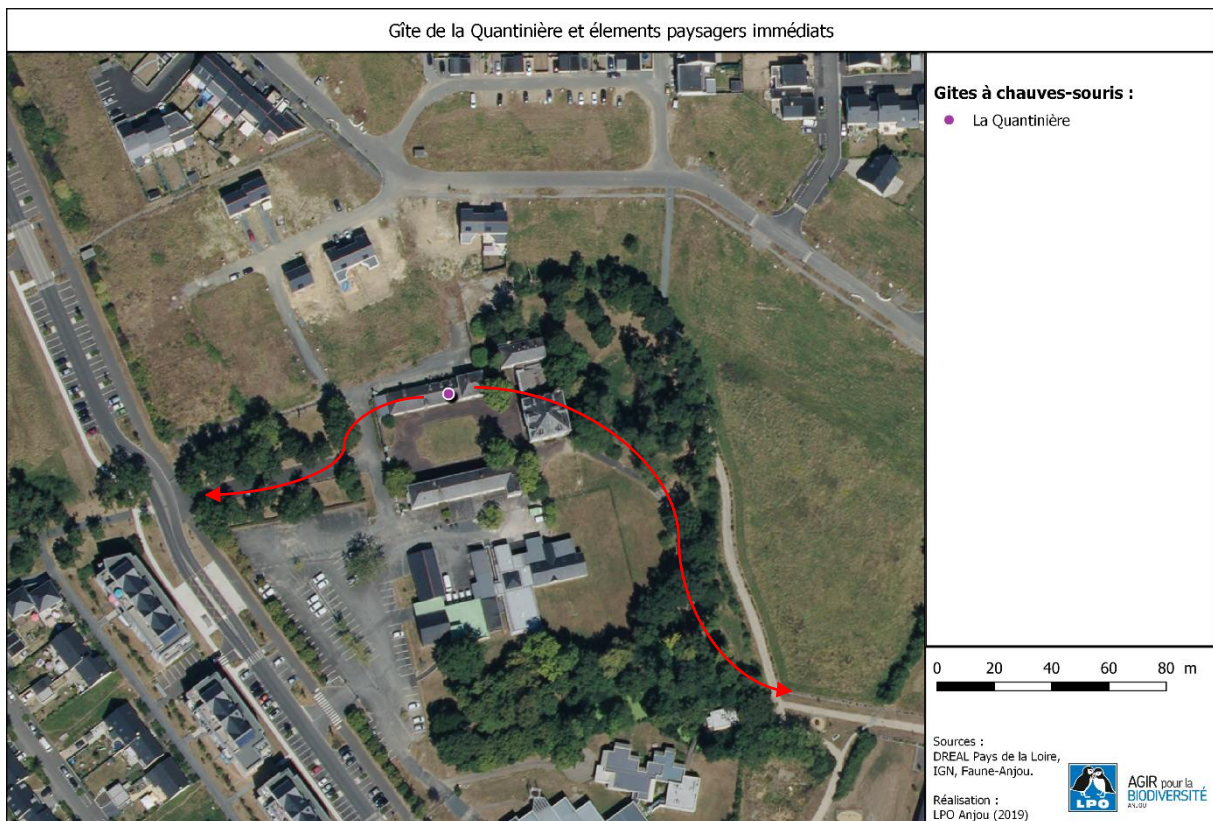 Gîte de la Quantinière et élements paysagers immédiats
Gites à chauves-souris :
La Quantinière
0 20 40 60 80 m
Sources :
DREAL Pays de la Loire,
IGN, Faune-Anjou.
Réalisation :
LPO Anjou (2019)
LPO
AGIR pour la
BIODIVERSITÉ
ANJOU